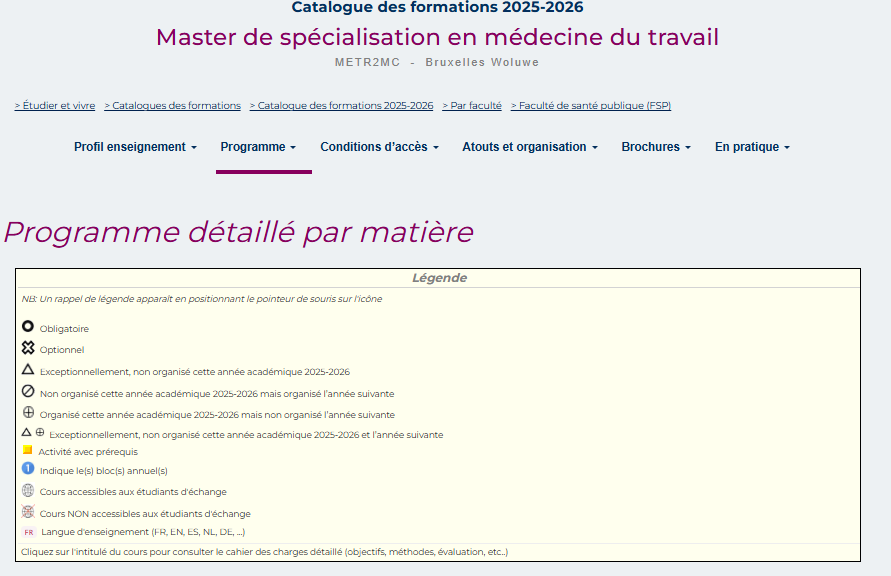 Catalogue des formations 2025-2026
Master de spécialisation en médecine du travail
METR2MC - Bruxelles Woluwe
> Étudier et vivre > Catalogues des formations > Catalogue des formations 2025-2026 > Par faculté > Faculté de santé publique (FSP)
Profil enseignement Programme Conditions d'accès Atouts et organisation Brochures En pratique
Programme détaillé par matière
Légende
NB: Un rappel de légende apparaît en positionnant le pointeur de souris sur l'icône
Obligatoire
Optionnel
Exceptionnellement, non organisé cette année académique 2025-2026
Non organisé cette année académique 2025-2026 mais organisé l'année suivante
Organisé cette année académique 2025-2026 mais non organisé l'année suivante
Exceptionnellement, non organisé cette année académique 2025-2026 et l'année suivante
Activité avec prérequis
1 Indique le(s) bloc(s) annuel(s)
Cours accessibles aux étudiants d'échange
Cours NON accessibles aux étudiants d'échange
FR Langue d'enseignement (FR, EN, ES, NL, DE, ...)
Cliquez sur l'intitulé du cours pour consulter le cahier des charges détaillé (objectifs, méthodes, évaluation, etc..)